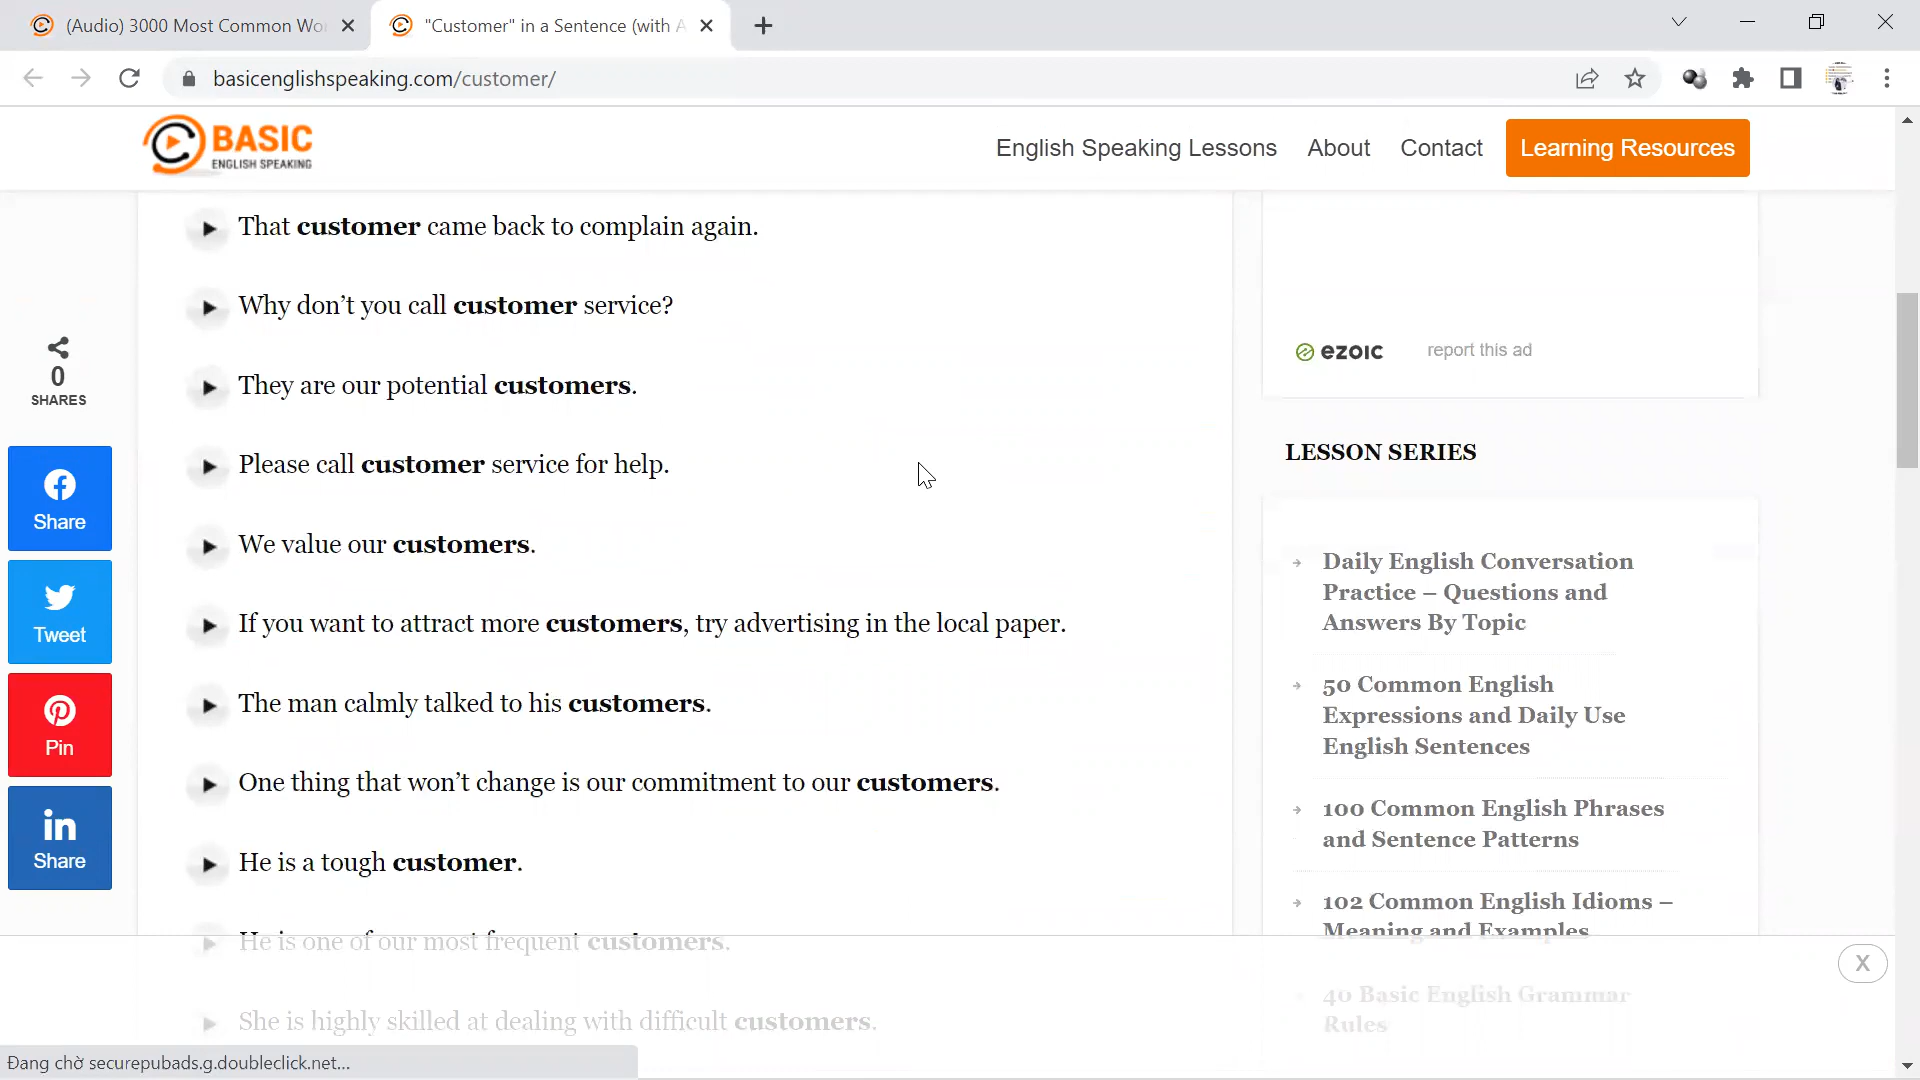 (Audio) 3000 Most Common Wo
"Customer" in a Sentence (with A
basicenglishspeaking.com/customer/
BASIC
ENGLISH SPEAKING
English Speaking Lessons
About
Contact
Learning Resources
That customer came back to complain again.
Why don’t you call customer service?
They are our potential customers.
Please call customer service for help.
We value our customers.
If you want to attract more customers, try advertising in the local paper.
The man calmly talked to his customers.
One thing that won’t change is our commitment to our customers.
He is a tough customer.
He is one of our most frequent customers.
She is highly skilled at dealing with difficult customers.
0
SHARES
Share
Tweet
Pin
Share
ezoic
report this ad
LESSON SERIES
Daily English Conversation
Practice – Questions and
Answers By Topic
50 Common English
Expressions and Daily Use
English Sentences
100 Common English Phrases
and Sentence Patterns
102 Common English Idioms –
Meaning and Examples
40 Basic English Grammar
Rules
X
Đang chờ securepubads.g.doubleclick.net...